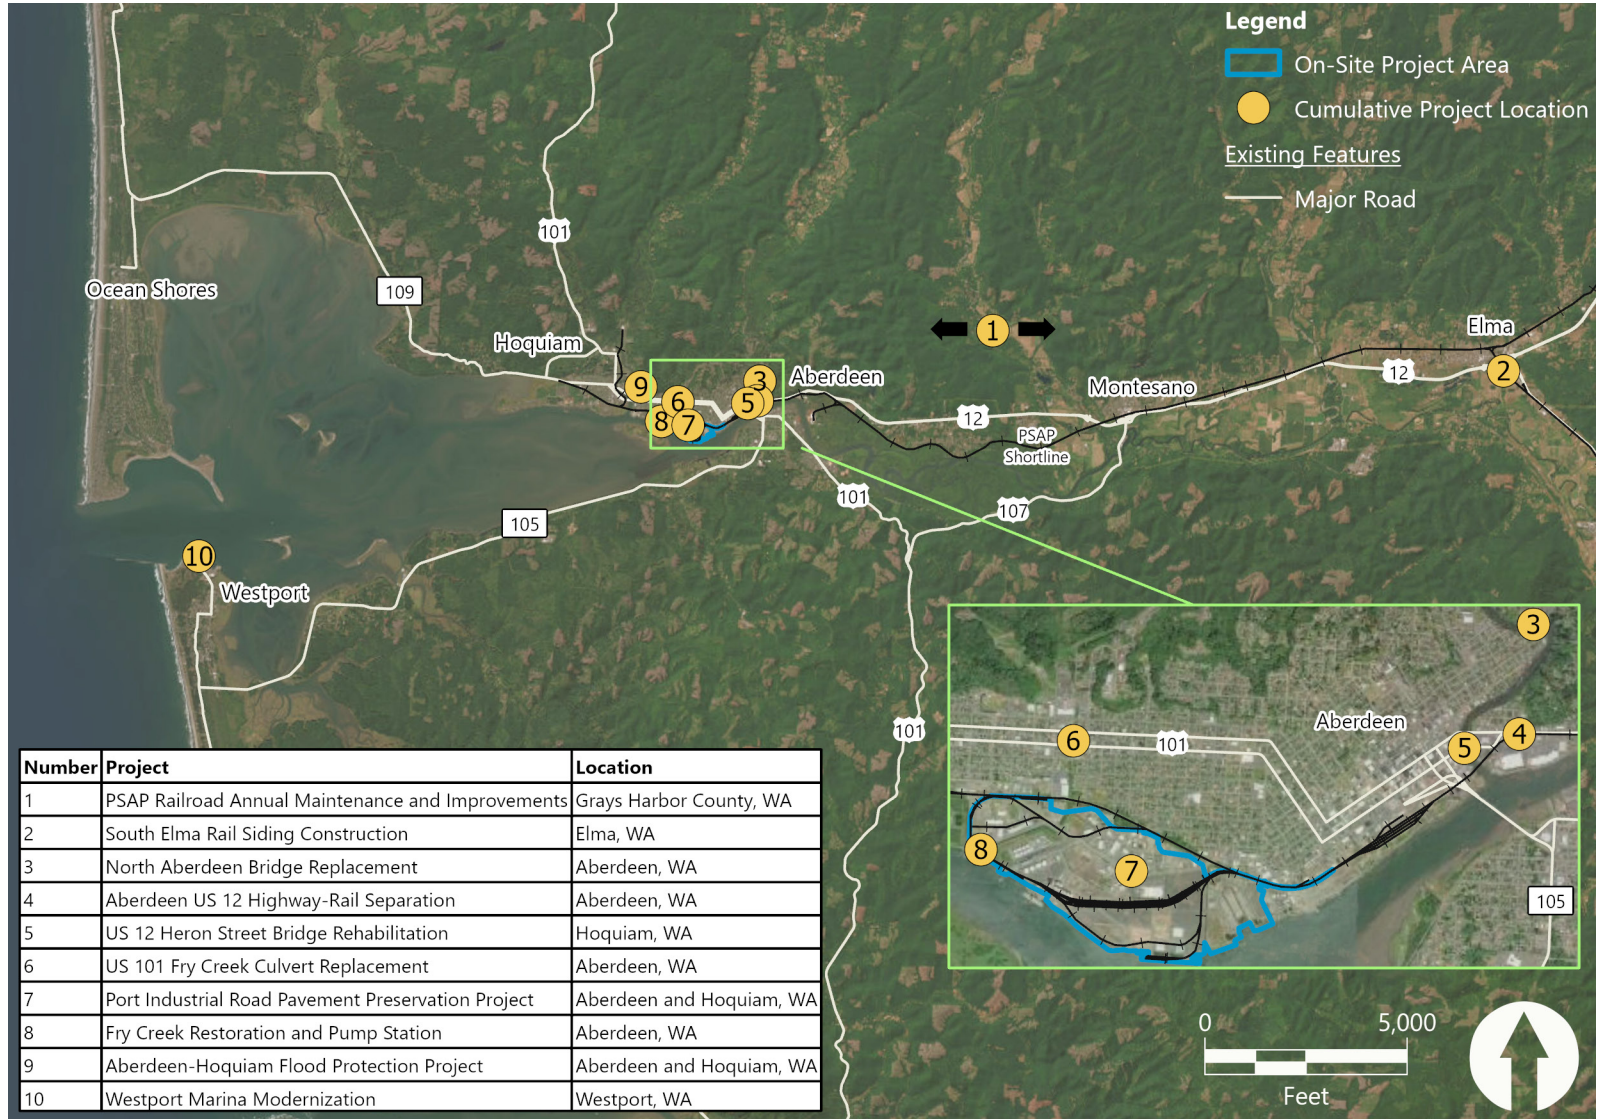 Legend
On-Site Project Area
Cumulative Project Location
Existing Features
Major Road
101
Ocean Shores
109
Hoquiam
1
Elma
2
12
3
Aberdeen
9
6
5
8
7
Montesano
12
PSAP
Shortline
101
107
105
10
Westport
101
3
Aberdeen
6
101
5
4
8
7
105
Number Project Location
1 PSAP Railroad Annual Maintenance and Improvements Grays Harbor County, WA
2 South Elma Rail Siding Construction Elma, WA
3 North Aberdeen Bridge Replacement Aberdeen, WA
4 Aberdeen US 12 Highway-Rail Separation Aberdeen, WA
5 US 12 Heron Street Bridge Rehabilitation Hoquiam, WA
6 US 101 Fry Creek Culvert Replacement Aberdeen, WA
7 Port Industrial Road Pavement Preservation Project Aberdeen and Hoquiam, WA
8 Fry Creek Restoration and Pump Station Aberdeen, WA
9 Aberdeen-Hoquiam Flood Protection Project Aberdeen and Hoquiam, WA
10 Westport Marina Modernization Westport, WA
0 5,000
Feet